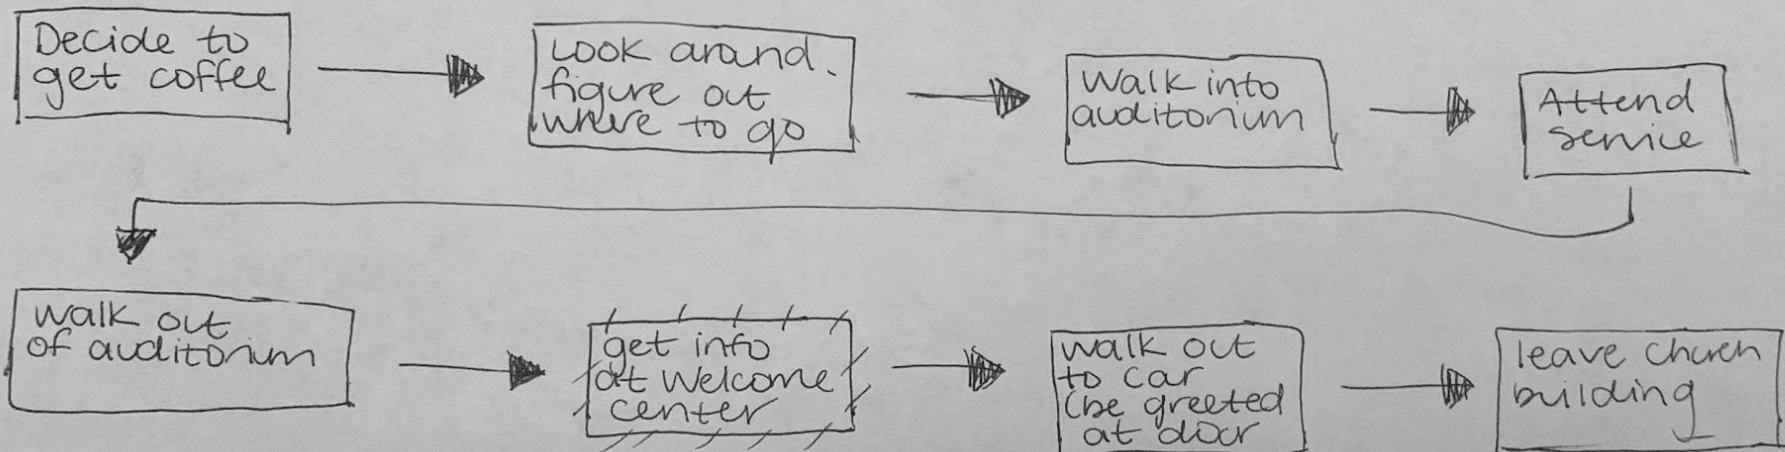 Decide to
get coffee
Look around.
figure out
where to go
Walk into
auditorium
Attend
service
Walk out
of auditorium
get info
at Welcome
center
Walk out
to car
(be greeted
at door
leave church
building